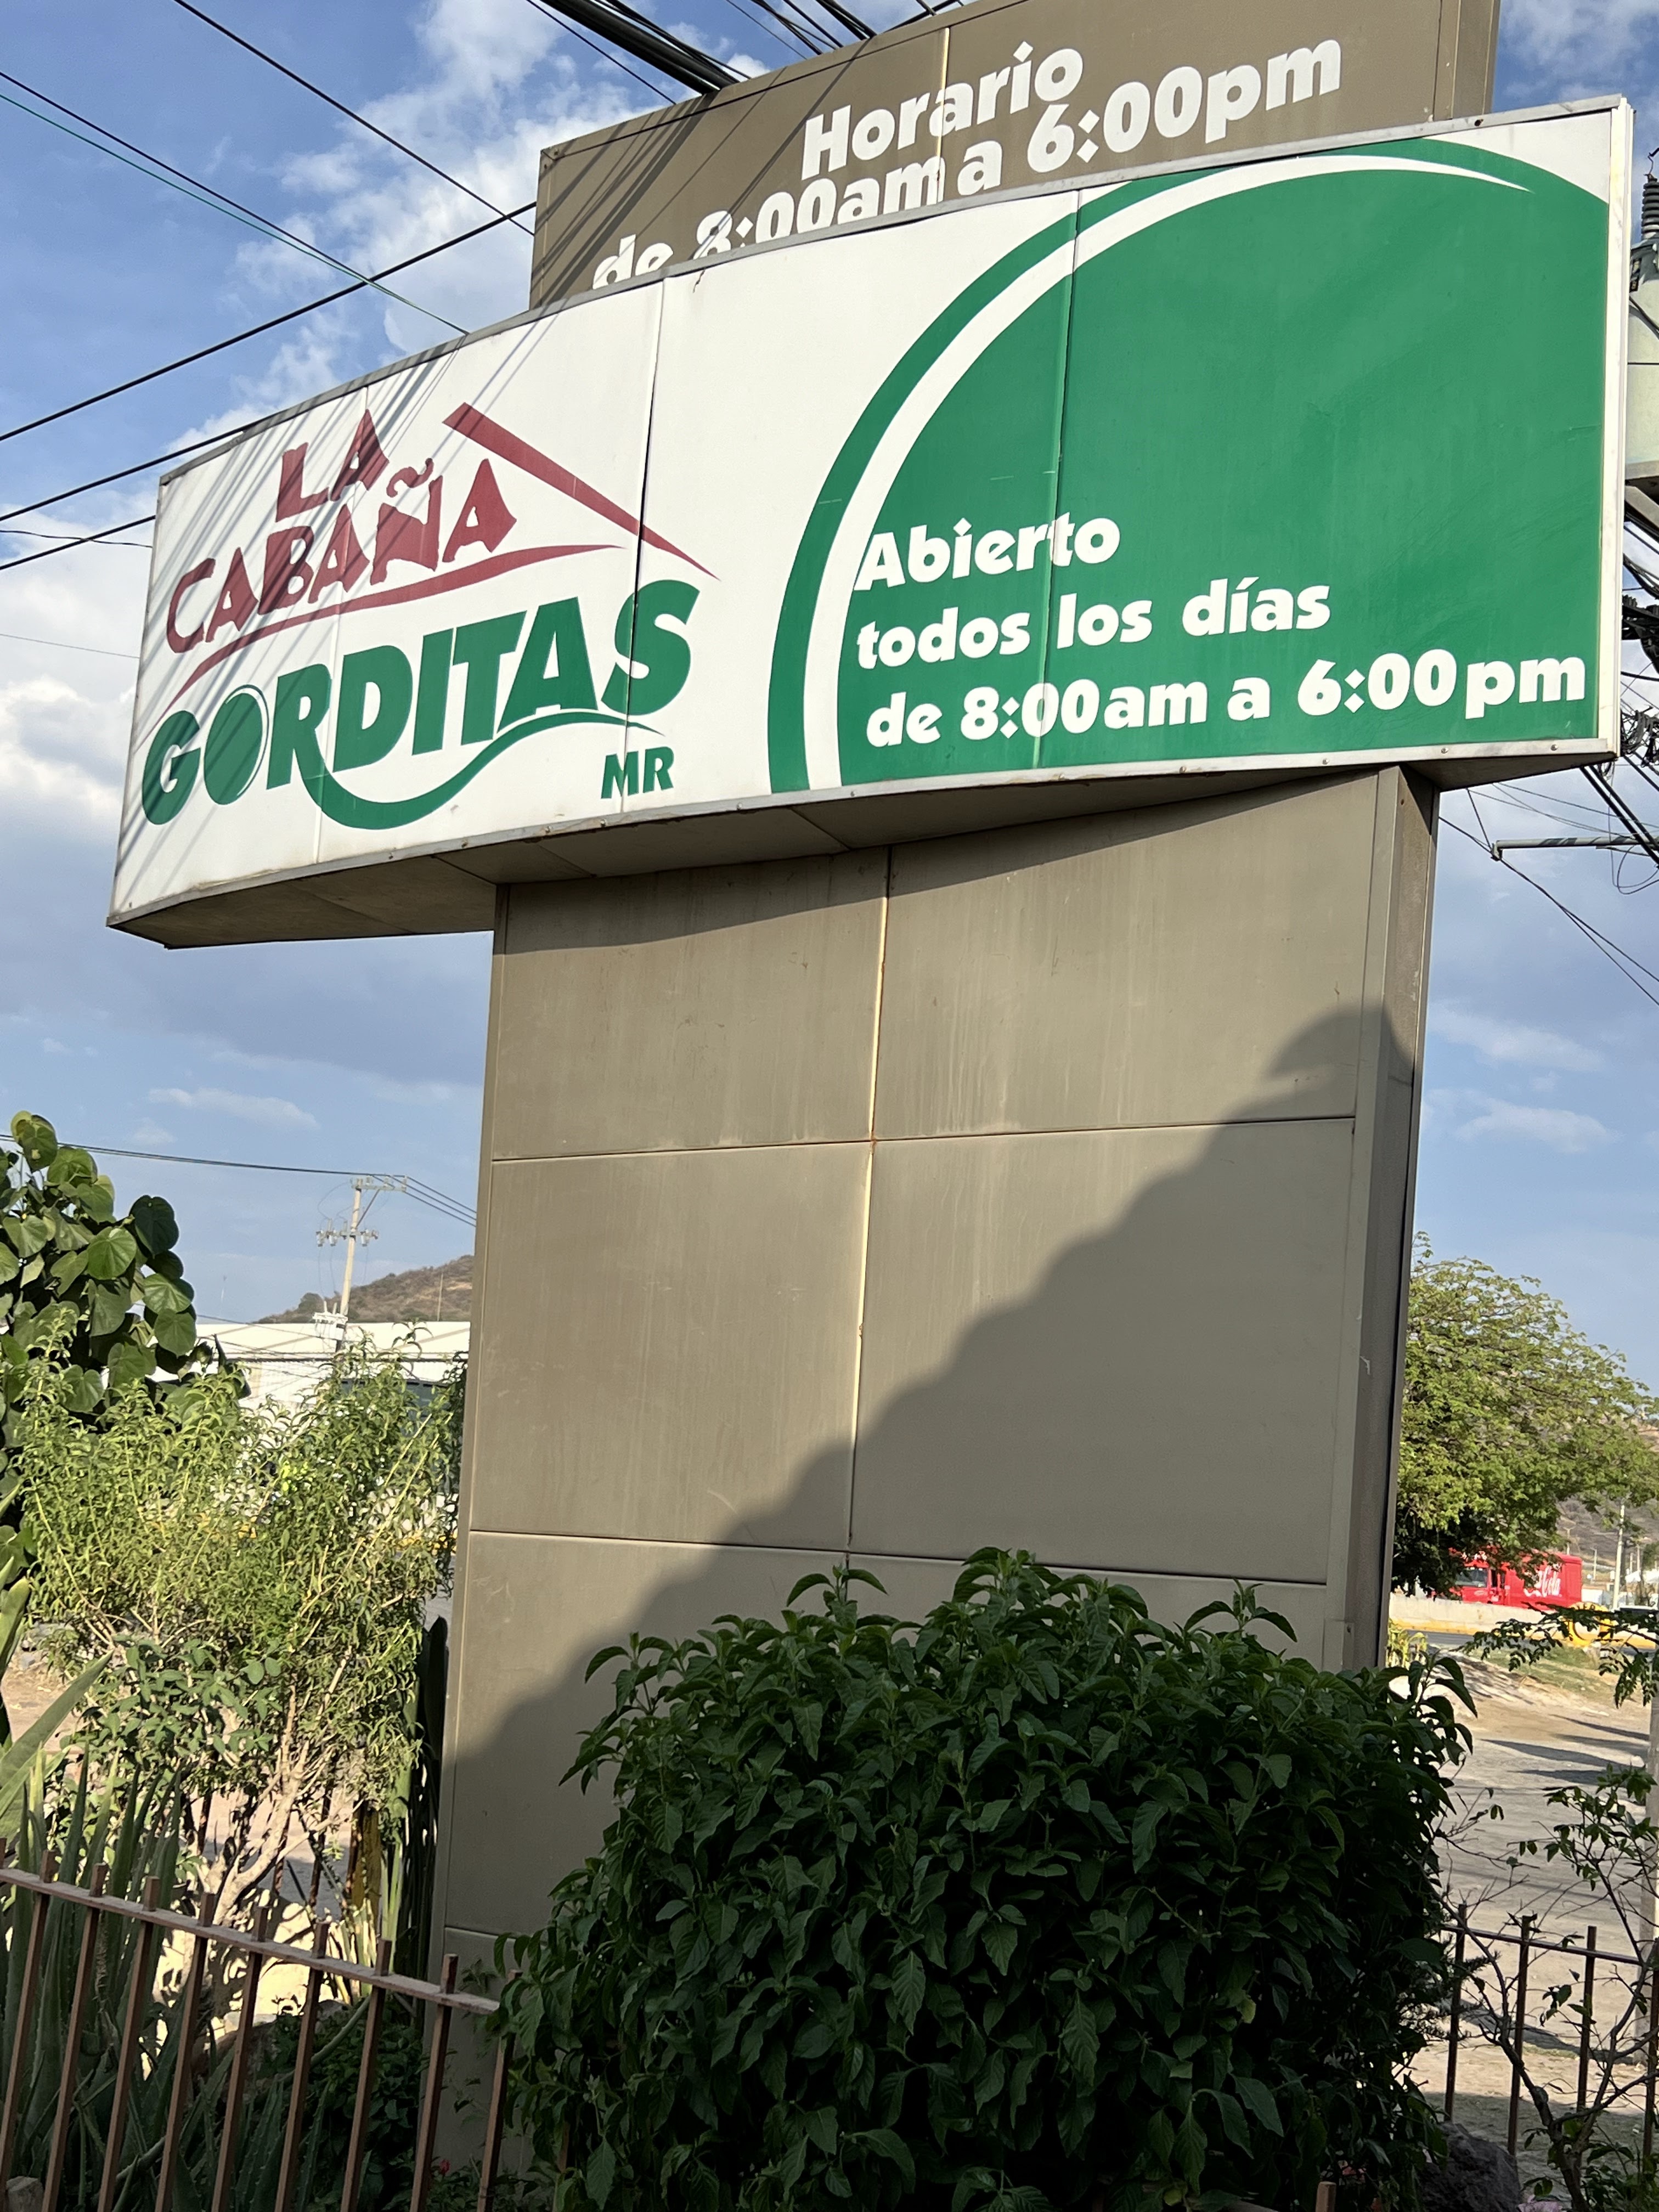 Horario
de 8:00am a 6:00pm
LA
CABAÑA
GORDITAS
MR
Abierto
todos los días
de 8:00am a 6:00pm